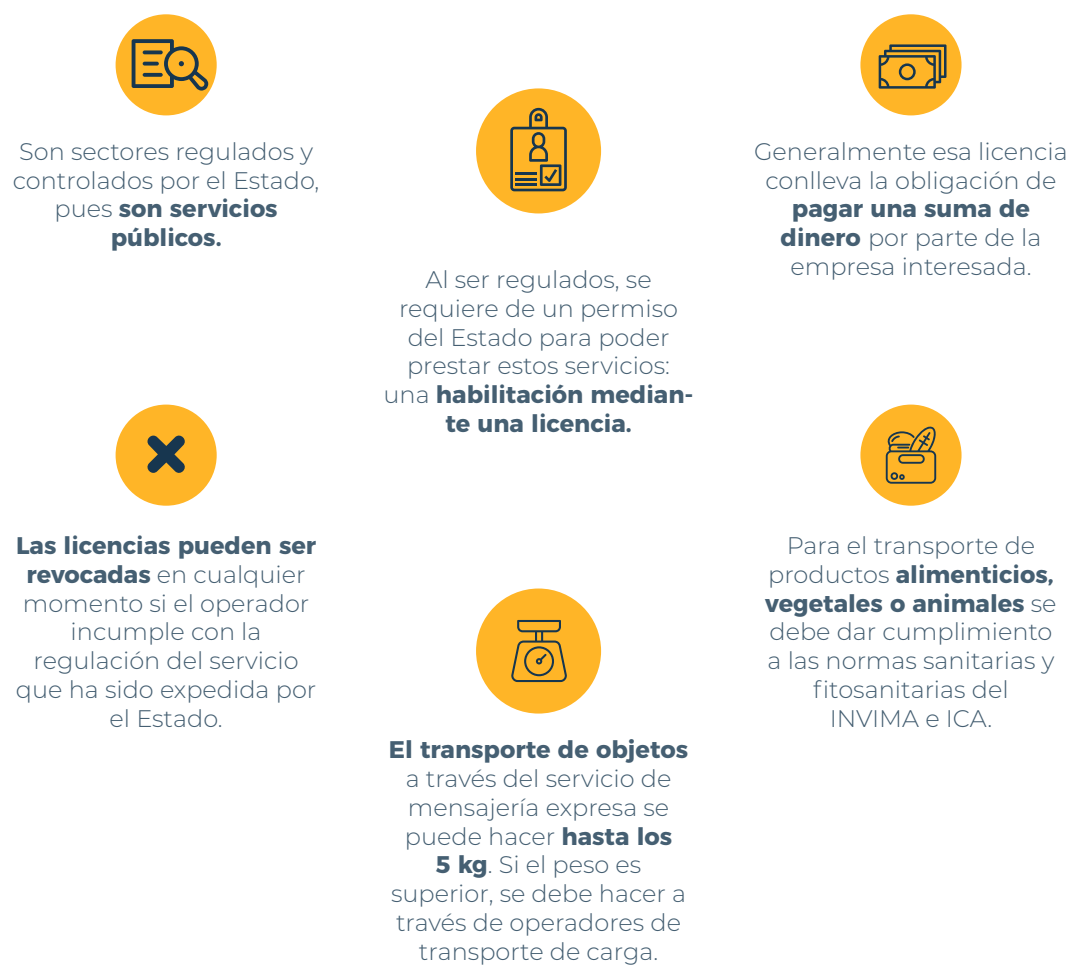 Son sectores regulados y
controlados por el Estado,
pues son servicios
públicos.
Al ser regulados, se
requiere de un permiso
del Estado para poder
prestar estos servicios:
una habilitación median-
te una licencia.
Generalmente esa licencia
conlleva la obligación de
pagar una suma de
dinero por parte de la
empresa interesada.
Las licencias pueden ser
revocadas en cualquier
momento si el operador
incumple con la
regulación del servicio
que ha sido expedida por
el Estado.
El transporte de objetos
a través del servicio de
mensajería expresa se
puede hacer hasta los
5 kg. Si el peso es
superior, se debe hacer a
través de operadores de
transporte de carga.
Para el transporte de
productos alimenticios,
vegetales o animales se
debe dar cumplimiento
a las normas sanitarias y
fitosanitarias del
INVIMA e ICA.